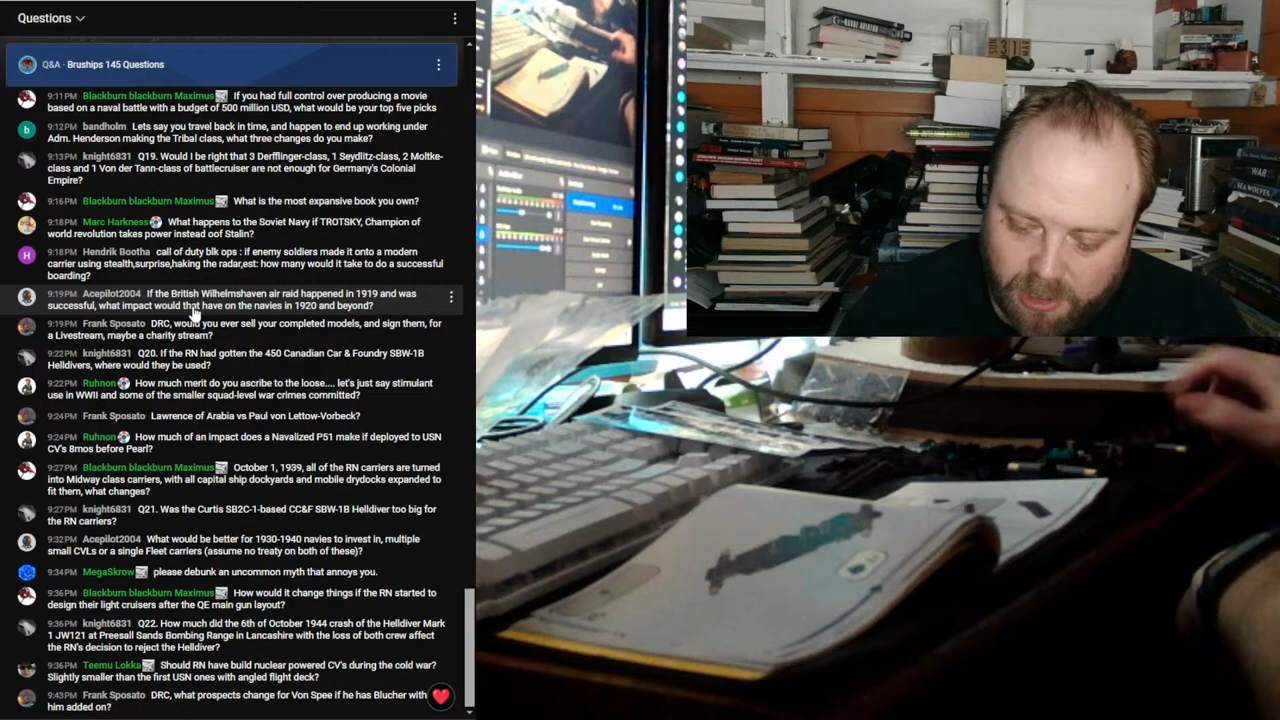 Questions
Q&A · Bruships 145 Questions
9:11PM Blackburn blackburn Maximus If you had full control over producing a movie
based on a naval battle with a budget of 500 million USD, what would be your top five picks
b 9:12PM bandholm Lets say you travel back in time, and happen to end up working under
Adm. Henderson making the Tribal class, what three changes do you make?
9:13PM knight6831 Q19. Would I be right that 3 Derfflinger-class, 1 Seydlitz-class, 2 Moltke-
class and 1 Von der Tann-class of battlecruiser are not enough for Germany's Colonial
Empire?
9:16PM Blackburn blackburn Maximus What is the most expansive book you own?
9:18PM Marc Harkness What happens to the Soviet Navy if TROTSKY, Champion of
world revolution takes power instead oof Stalin?
H 9:18PM Hendrik Bootha call of duty blk ops : if enemy soldiers made it onto a modern
carrier using stealth,surprise,haking the radar,est: how many would it take to do a successful
boarding?
9:19PM Acepilot2004 If the British Wilhelmshaven air raid happened in 1919 and was
successful, what impact would that have on the navies in 1920 and beyond?
9:19PM Frank Sposato DRC, would you ever sell your completed models, and sign them, for
a Livestream, maybe a charity stream?
9:22PM knight6831 Q20. If the RN had gotten the 450 Canadian Car & Foundry SBW-1B
Helldivers, where would they be used?
9:22PM Ruhnon How much merit do you ascribe to the loose.... let's just say stimulant
use in WWII and some of the smaller squad-level war crimes committed?
9:24PM Frank Sposato Lawrence of Arabia vs Paul von Lettow-Vorbeck?
9:24PM Ruhnon How much of an impact does a Navalized P51 make if deployed to USN
CV's 8mos before Pearl?
9:27PM Blackburn blackburn Maximus October 1, 1939, all of the RN carriers are turned
into Midway class carriers, with all capital ship dockyards and mobile drydocks expanded to
fit them, what changes?
9:27PM knight6831 Q21. Was the Curtis SB2C-1-based CC&F SBW-1B Helldiver too big for
the RN carriers?
9:32PM Acepilot2004 What would be better for 1930-1940 navies to invest in, multiple
small CVLs or a single Fleet carriers (assume no treaty on both of these)?
9:34PM MegaSkrow please debunk an uncommon myth that annoys you.
9:36PM Blackburn blackburn Maximus How would it change things if the RN started to
design their light cruisers after the QE main gun layout?
9:36PM knight6831 Q22. How much did the 6th of October 1944 crash of the Helldiver Mark
1 JW121 at Preesall Sands Bombing Range in Lancashire with the loss of both crew affect
the RN's decision to reject the Helldiver?
9:36PM Teemu Lokka Should RN have build nuclear powered CV's during the cold war?
Slightly smaller than the first USN ones with angled flight deck?
9:43PM Frank Sposato DRC, what prospects change for Von Spee if he has Blucher with
him added on?
NAVAL AVIATOR
31
WAR
SEA WOLVES